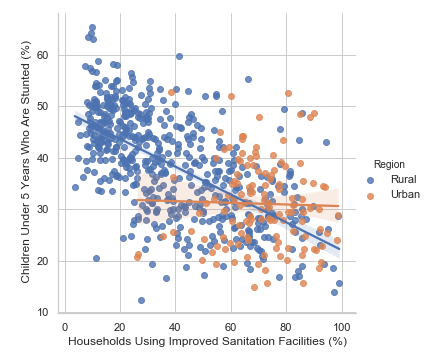 60
50
40
30
20
10
0
20
40
60
80
100
Children Under 5 Years Who Are Stunted (%)
Households Using Improved Sanitation Facilities (%)
Region
Rural
Urban